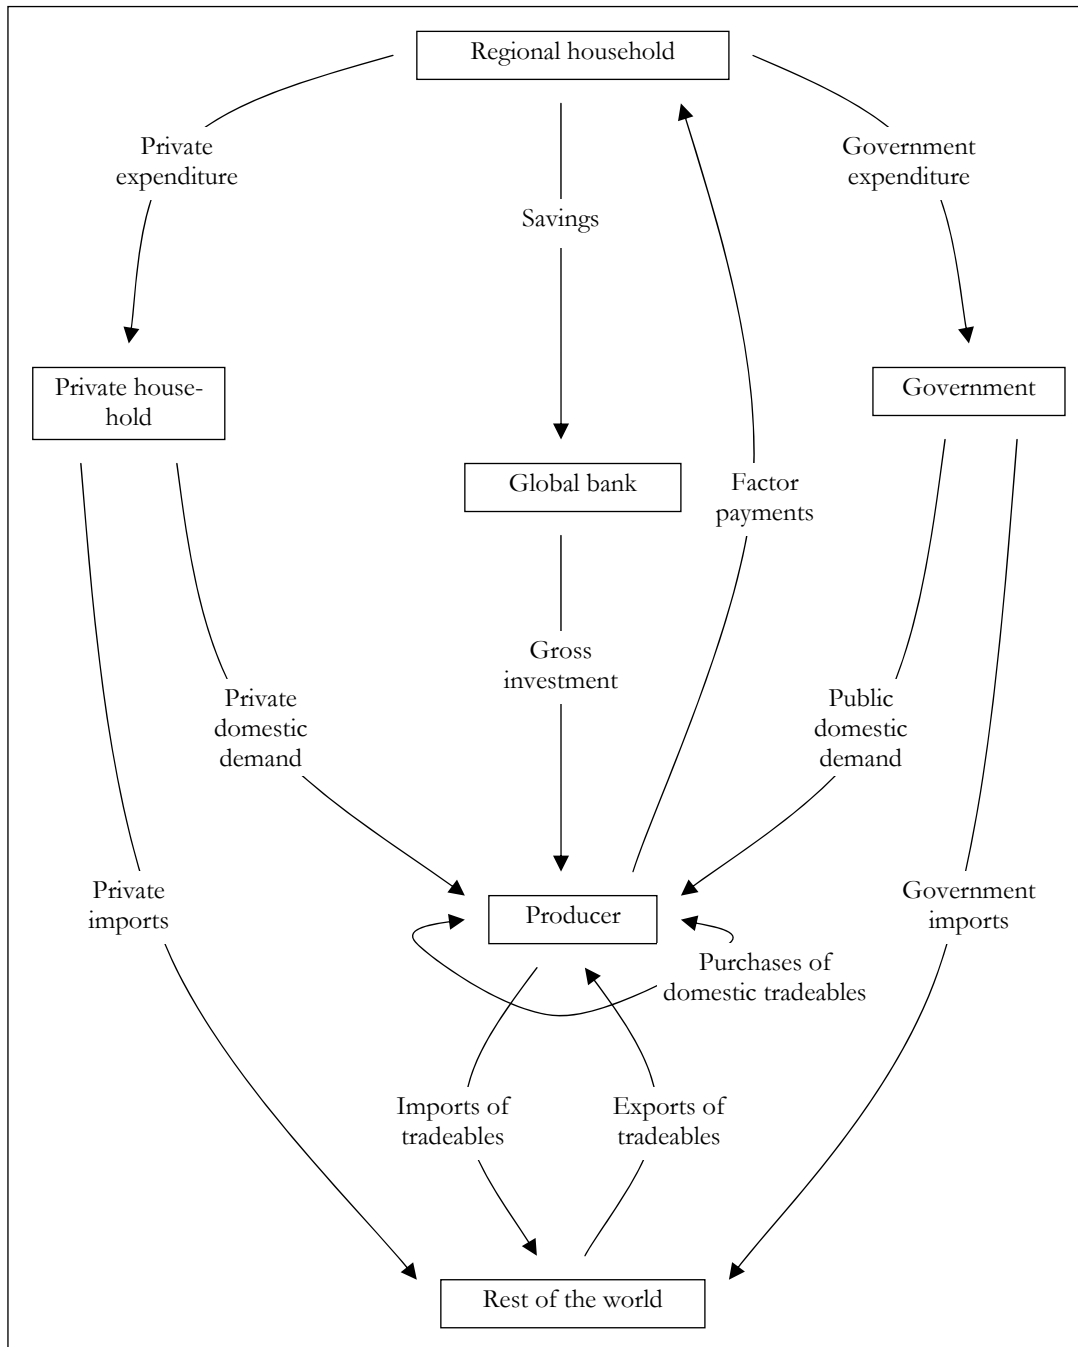 Regional household
Private
expenditure
Government
expenditure
Savings
Private house-
hold
Government
Global bank
Factor
payments
Gross
investment
Private
domestic
demand
Public
domestic
demand
Private
imports
Producer
Government
imports
Purchases of
domestic tradeables
Imports of
tradeables
Exports of
tradeables
Rest of the world